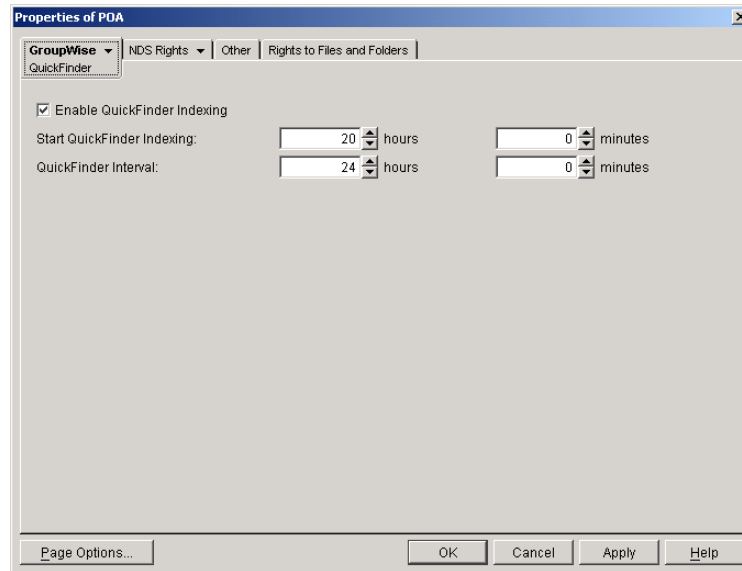 Properties of POA
GroupWise NDS Rights Other Rights to Files and Folders
QuickFinder
Enable QuickFinder Indexing
Start QuickFinder Indexing: 20 hours 0 minutes
QuickFinder Interval: 24 hours 0 minutes
Page Options... OK Cancel Apply Help